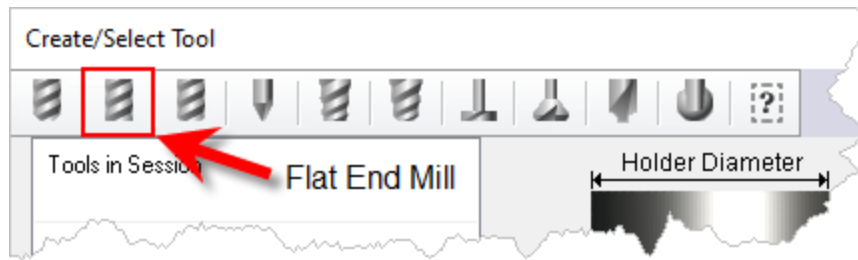 Create/Select Tool
?
Tools in Session
Flat End Mill
Holder Diameter